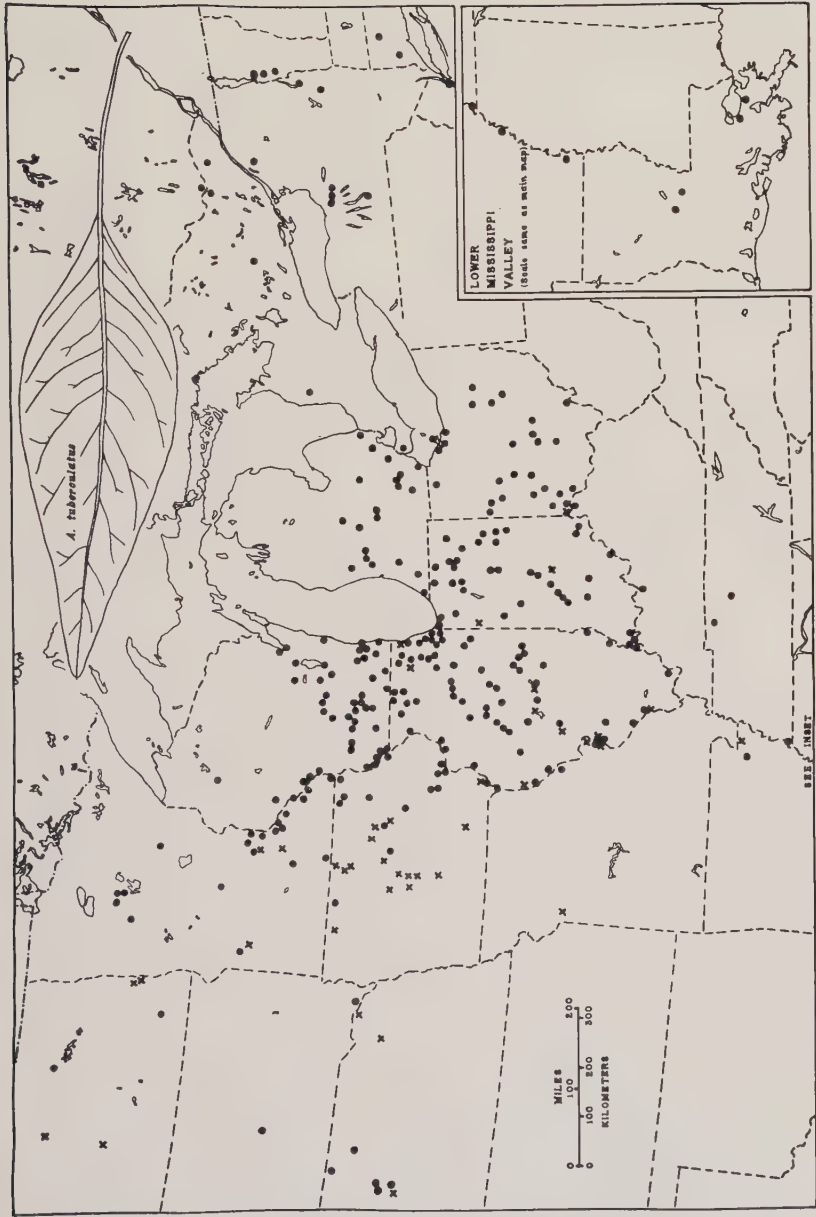 A. tuberculatus
LOWER
MISSISSIPPI
VALLEY
(Scale same as main map)
SEE INSET
MILES
0 100 200
0 100 200 300
KILOMETERS